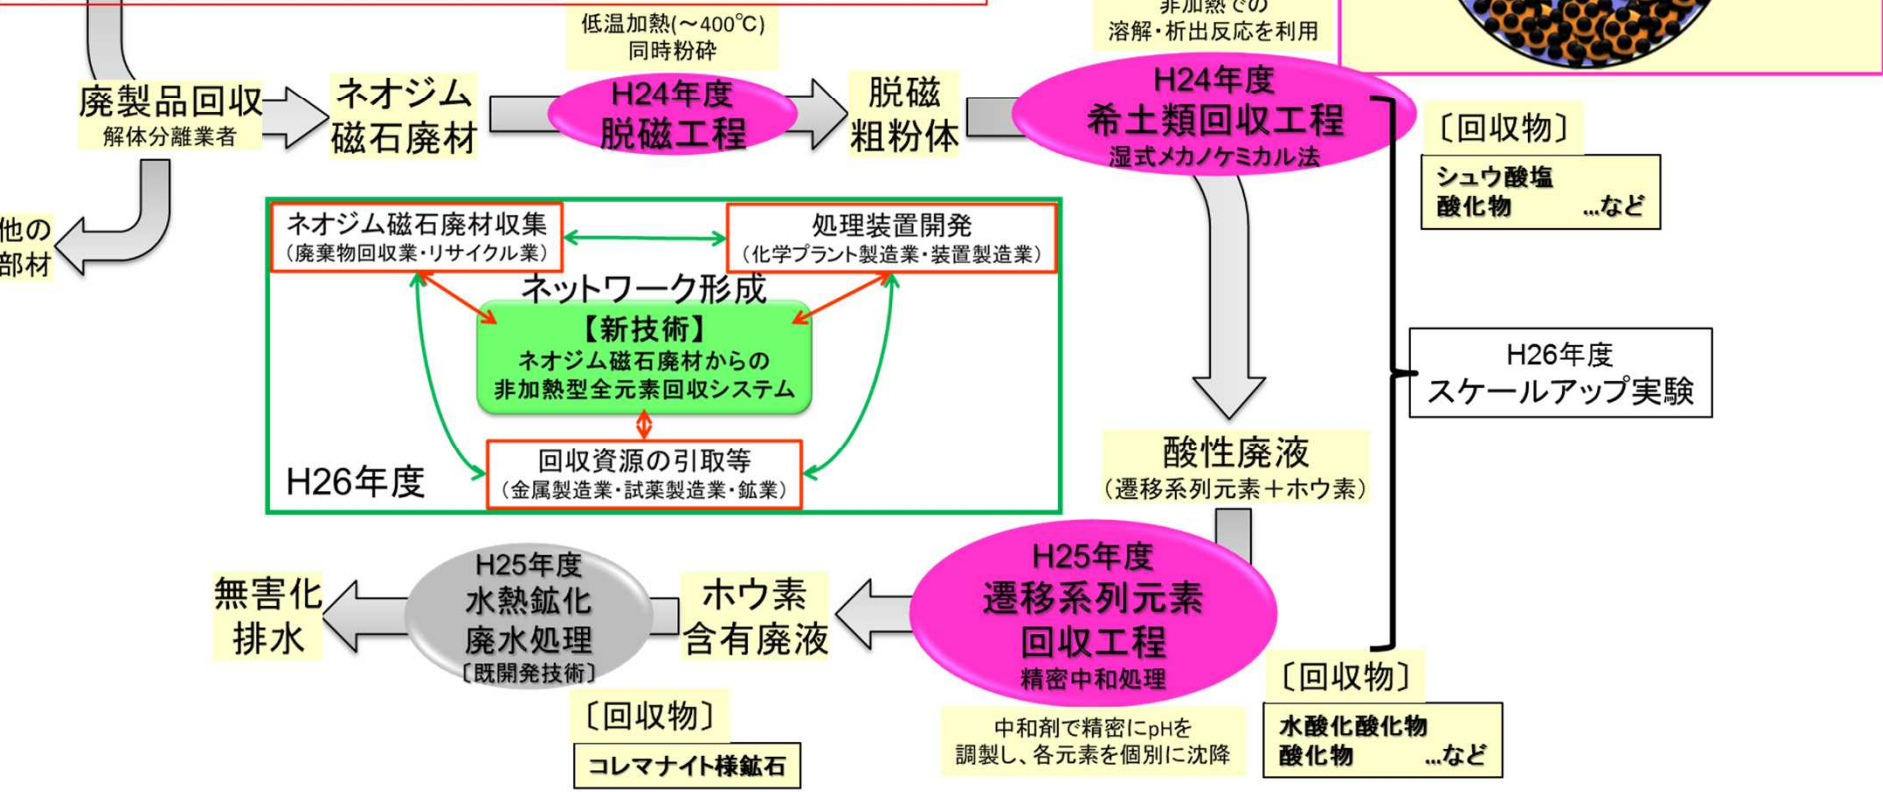 低温加熱(～400℃)
同時粉砕
非加熱での
溶解・析出反応を利用
廃製品回収
解体分離業者
ネオジム
磁石廃材
H24年度
脱磁工程
脱磁
粗粉体
H24年度
希土類回収工程
湿式メカノケミカル法
〔回収物〕
シュウ酸塩
酸化物 …など
他の
部材
ネオジム磁石廃材収集
（廃棄物回収業・リサイクル業）
処理装置開発
（化学プラント製造業・装置製造業）
ネットワーク形成
【新技術】
ネオジム磁石廃材からの
非加熱型全元素回収システム
回収資源の引取等
（金属製造業・試薬製造業・鉱業）
H26年度
H26年度
スケールアップ実験
酸性廃液
（遷移系列元素＋ホウ素）
H25年度
遷移系列元素
回収工程
精密中和処理
中和剤で精密にpHを
調製し、各元素を個別に沈降
〔回収物〕
水酸化酸化物
酸化物 …など
ホウ素
含有廃液
H25年度
水熱鉱化
廃水処理
〔既開発技術〕
〔回収物〕
コレマナイト様鉱石
無害化
排水